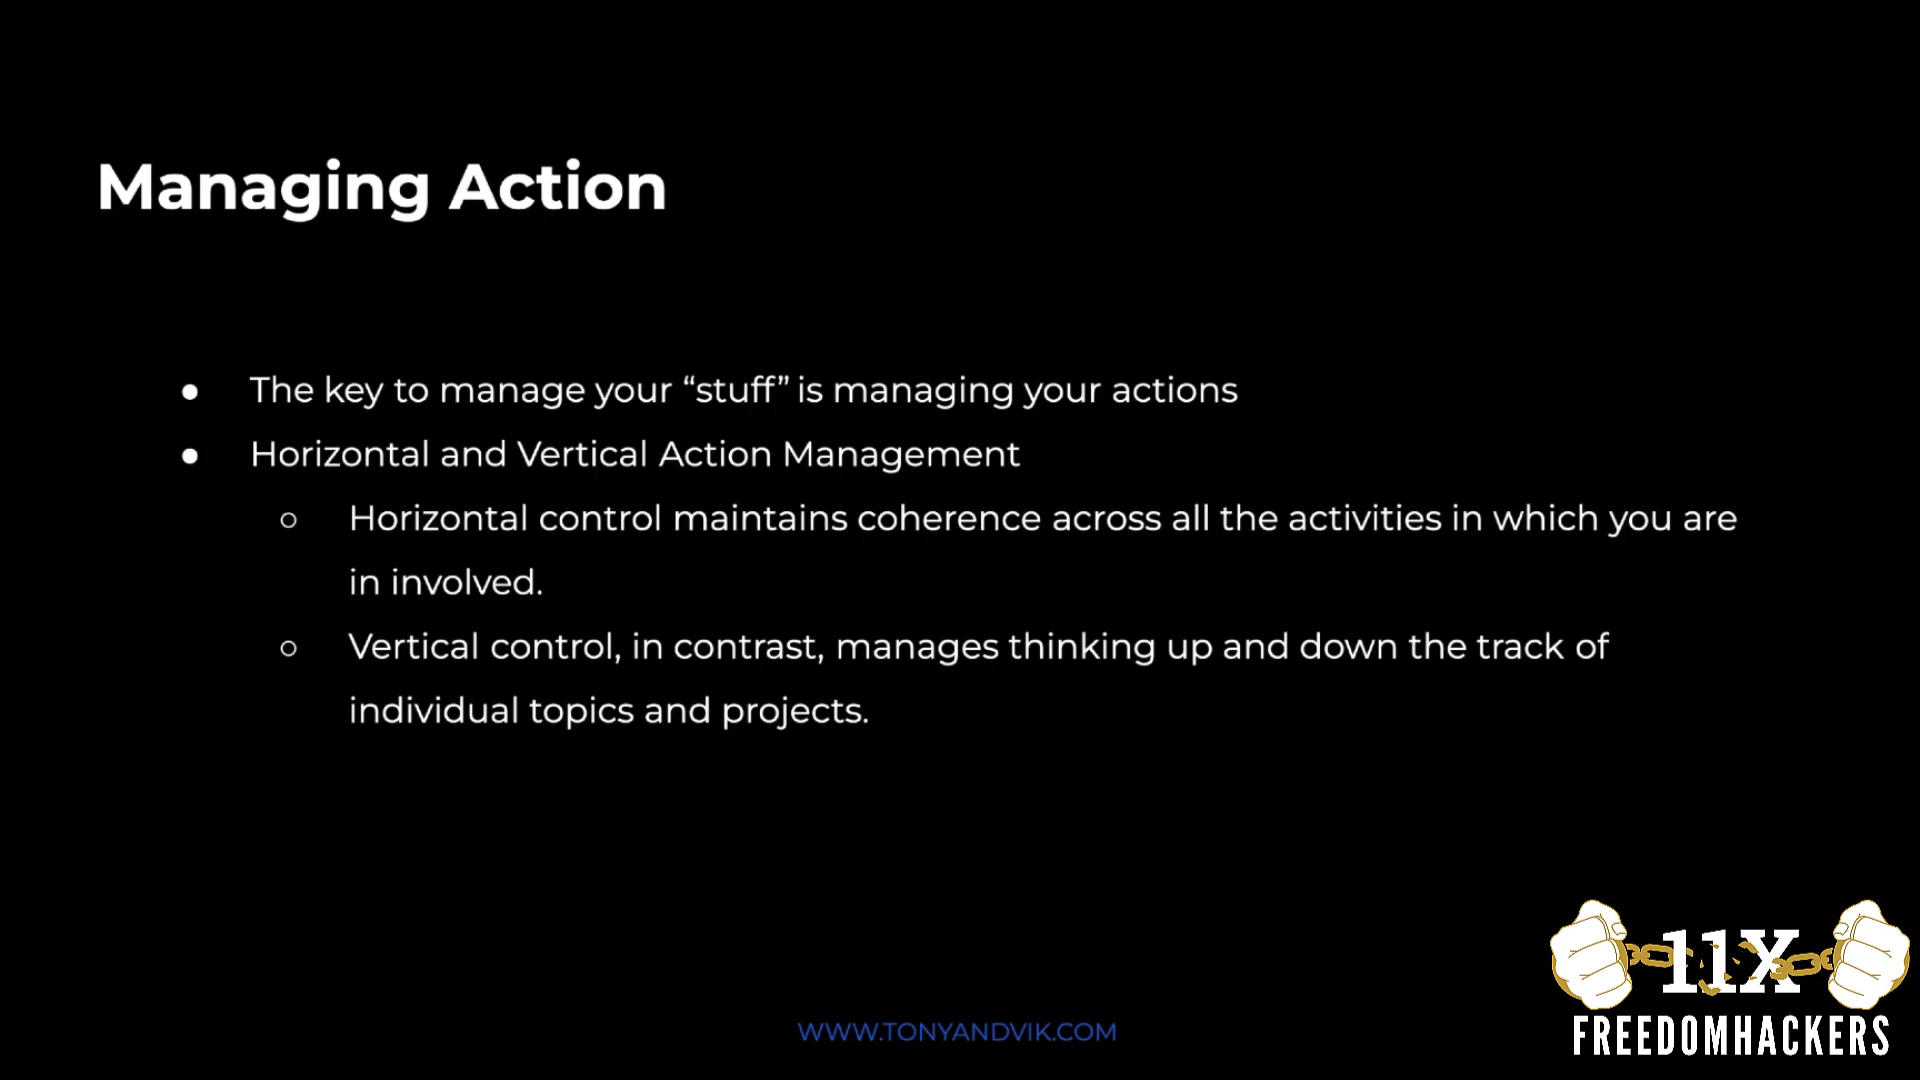 Managing Action
● The key to manage your “stuff” is managing your actions
● Horizontal and Vertical Action Management
○ Horizontal control maintains coherence across all the activities in which you are
in involved.
○ Vertical control, in contrast, manages thinking up and down the track of
individual topics and projects.
11X
FREEDOMHACKERS
WWW.TONYANDVIK.COM